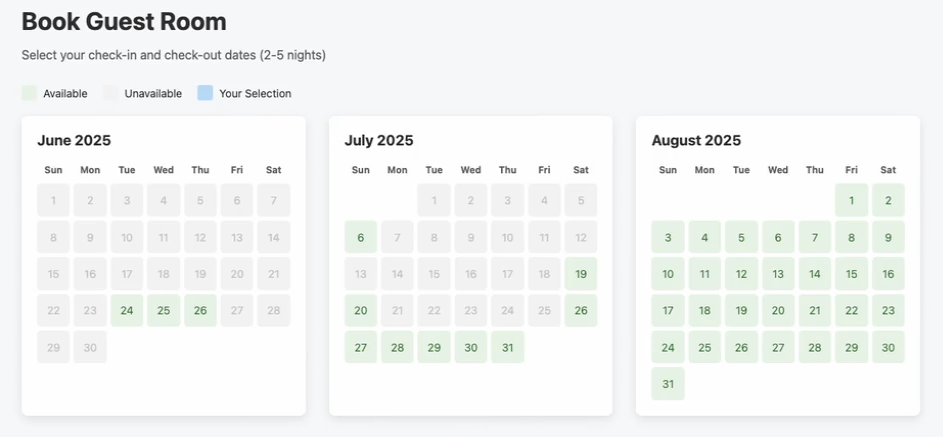 Book Guest Room
Select your check-in and check-out dates (2-5 nights)
Available Unavailable Your Selection
June 2025
Sun Mon Tue Wed Thu Fri Sat
1 2 3 4 5 6 7
8 9 10 11 12 13 14
15 16 17 18 19 20 21
22 23 24 25 26 27 28
29 30
July 2025
Sun Mon Tue Wed Thu Fri Sat
1 2 3 4 5
6 7 8 9 10 11 12
13 14 15 16 17 18 19
20 21 22 23 24 25 26
27 28 29 30 31
August 2025
Sun Mon Tue Wed Thu Fri Sat
1 2
3 4 5 6 7 8 9
10 11 12 13 14 15 16
17 18 19 20 21 22 23
24 25 26 27 28 29 30
31